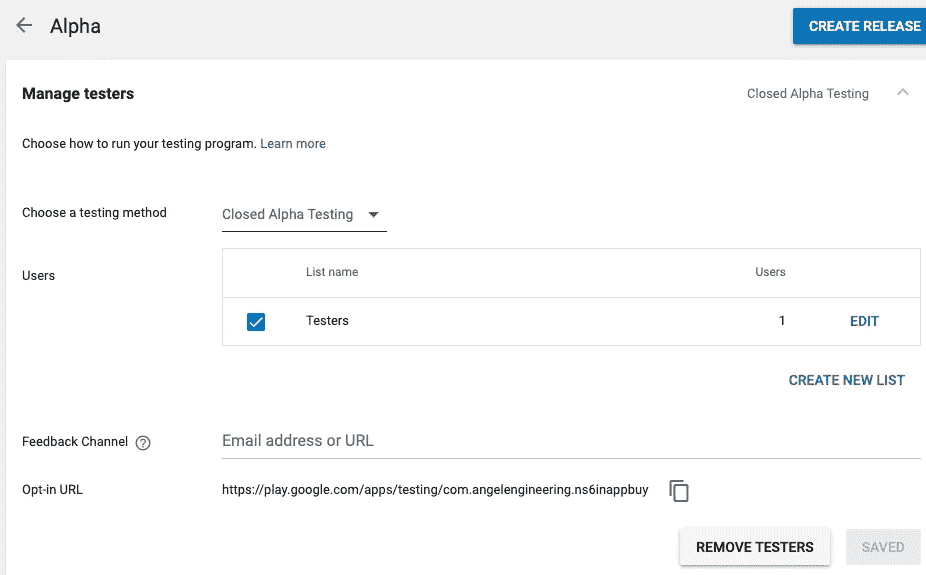 Alpha
CREATE RELEASE
Manage testers
Closed Alpha Testing
Choose how to run your testing program. Learn more
Choose a testing method
Closed Alpha Testing
Users
List name
Users
Testers
1
EDIT
CREATE NEW LIST
Feedback Channel ?
Email address or URL
Opt-in URL
https://play.google.com/apps/testing/com.angelengineering.ns6inappbuy
REMOVE TESTERS
SAVED